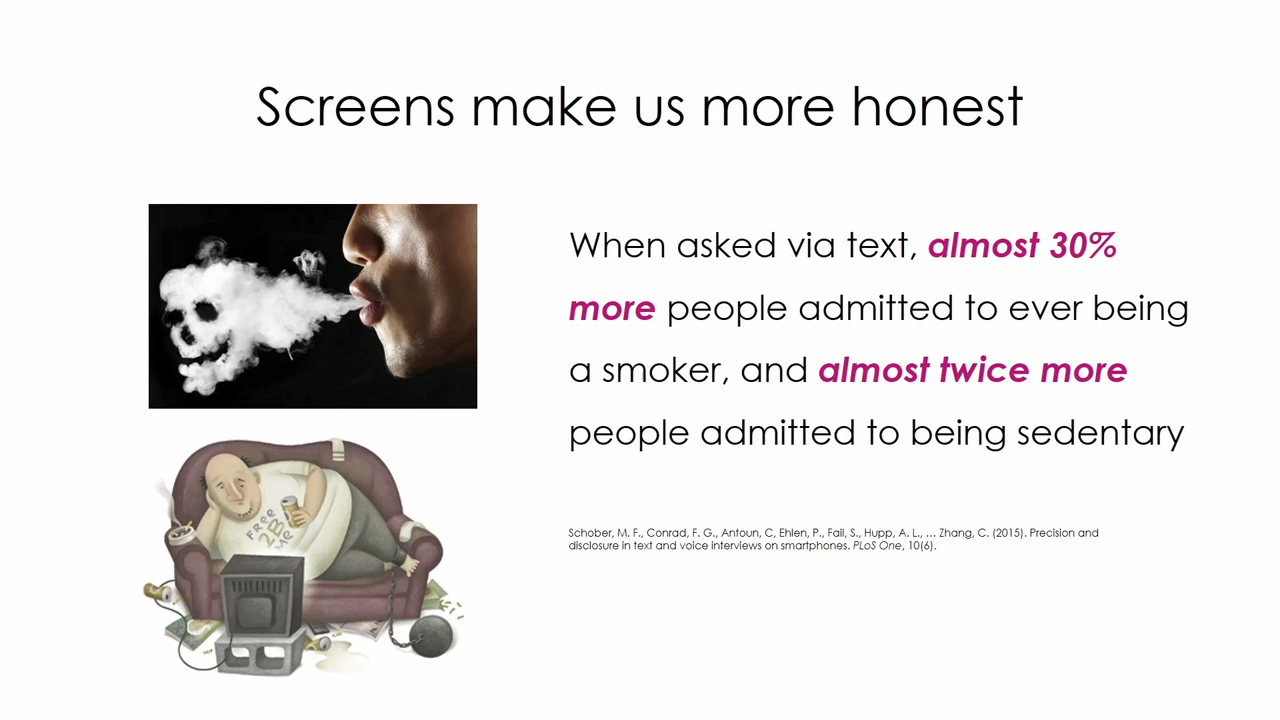 Screens make us more honest
When asked via text, almost 30%
more people admitted to ever being
a smoker, and almost twice more
people admitted to being sedentary
FREE
2B
ME
Schober, M. F., Conrad, F. G., Antoun, C, Ehlen, P., Fail, S., Hupp, A. L., … Zhang, C. (2015). Precision and
disclosure in text and voice interviews on smartphones. PLoS One, 10(6).